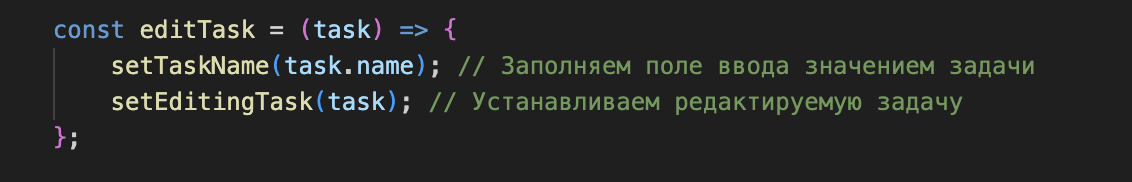 const editTask = (task) => {
    setTaskName(task.name); // Заполняем поле ввода значением задачи
    setEditingTask(task); // Устанавливаем редактируемую задачу
};